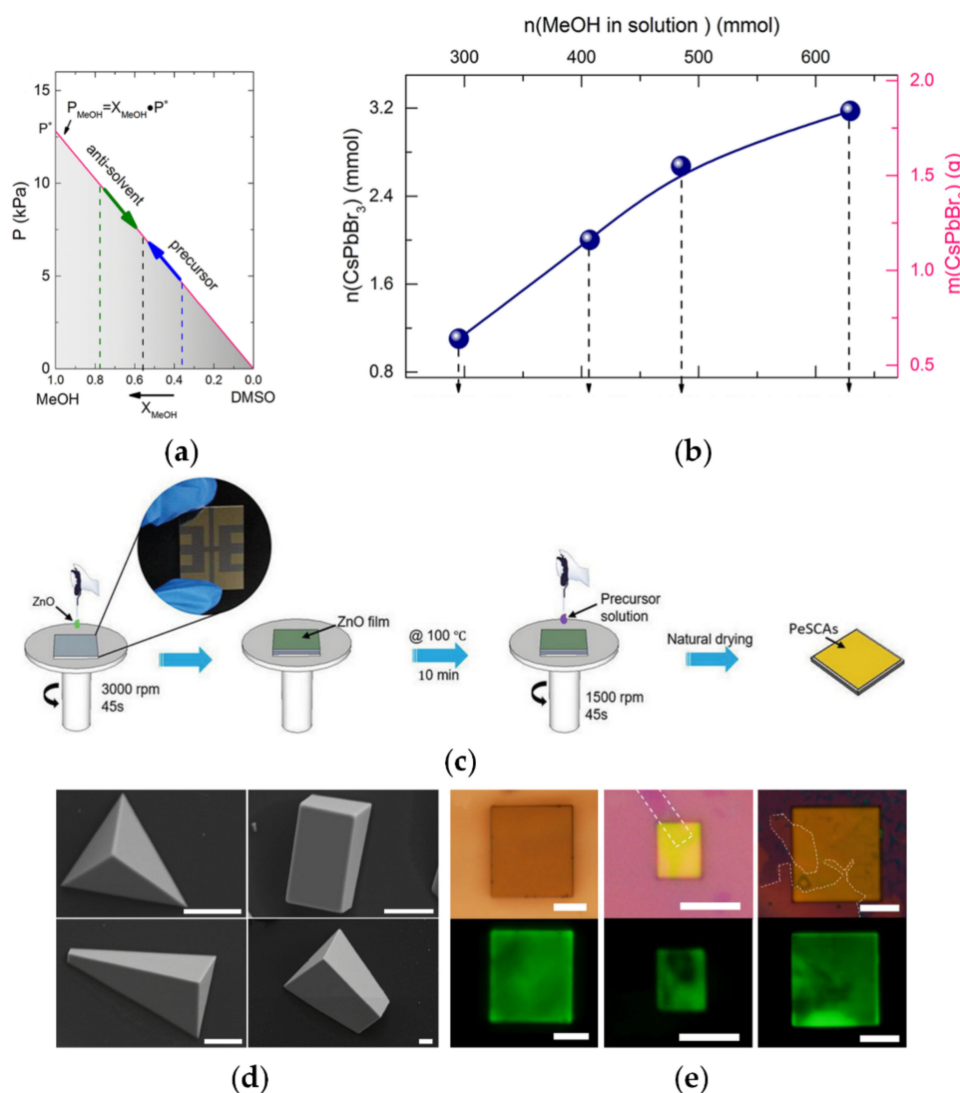 15
P_MeOH=X_MeOH•P*
P*
10
5
0
P (kPa)
anti-solvent
precursor
1.0 0.8 0.6 0.4 0.2 0.0
MeOH DMSO
X_MeOH
(a)
n(MeOH in solution ) (mmol)
300 400 500 600
3.2
2.4
1.6
0.8
n(CsPbBr3) (mmol)
2.0
1.5
1.0
0.5
(b)
ZnO
3000 rpm
45s
ZnO film
@ 100 ℃
10 min
Precursor
solution
1500 rpm
45s
Natural drying
PeSCAs
(c)
(d) (e)